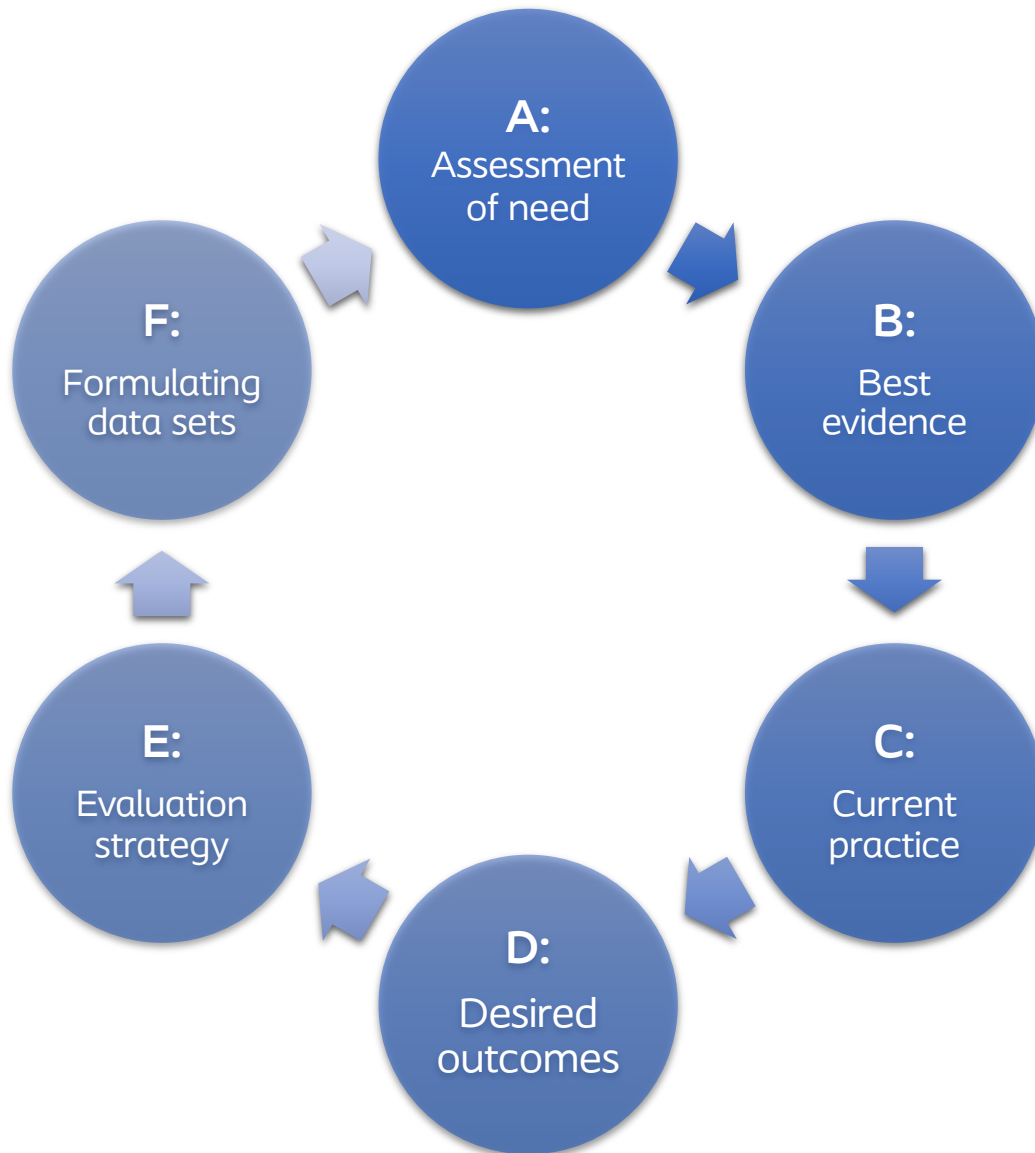 A:
Assessment
of need
B:
Best
evidence
C:
Current
practice
D:
Desired
outcomes
E:
Evaluation
strategy
F:
Formulating
data sets